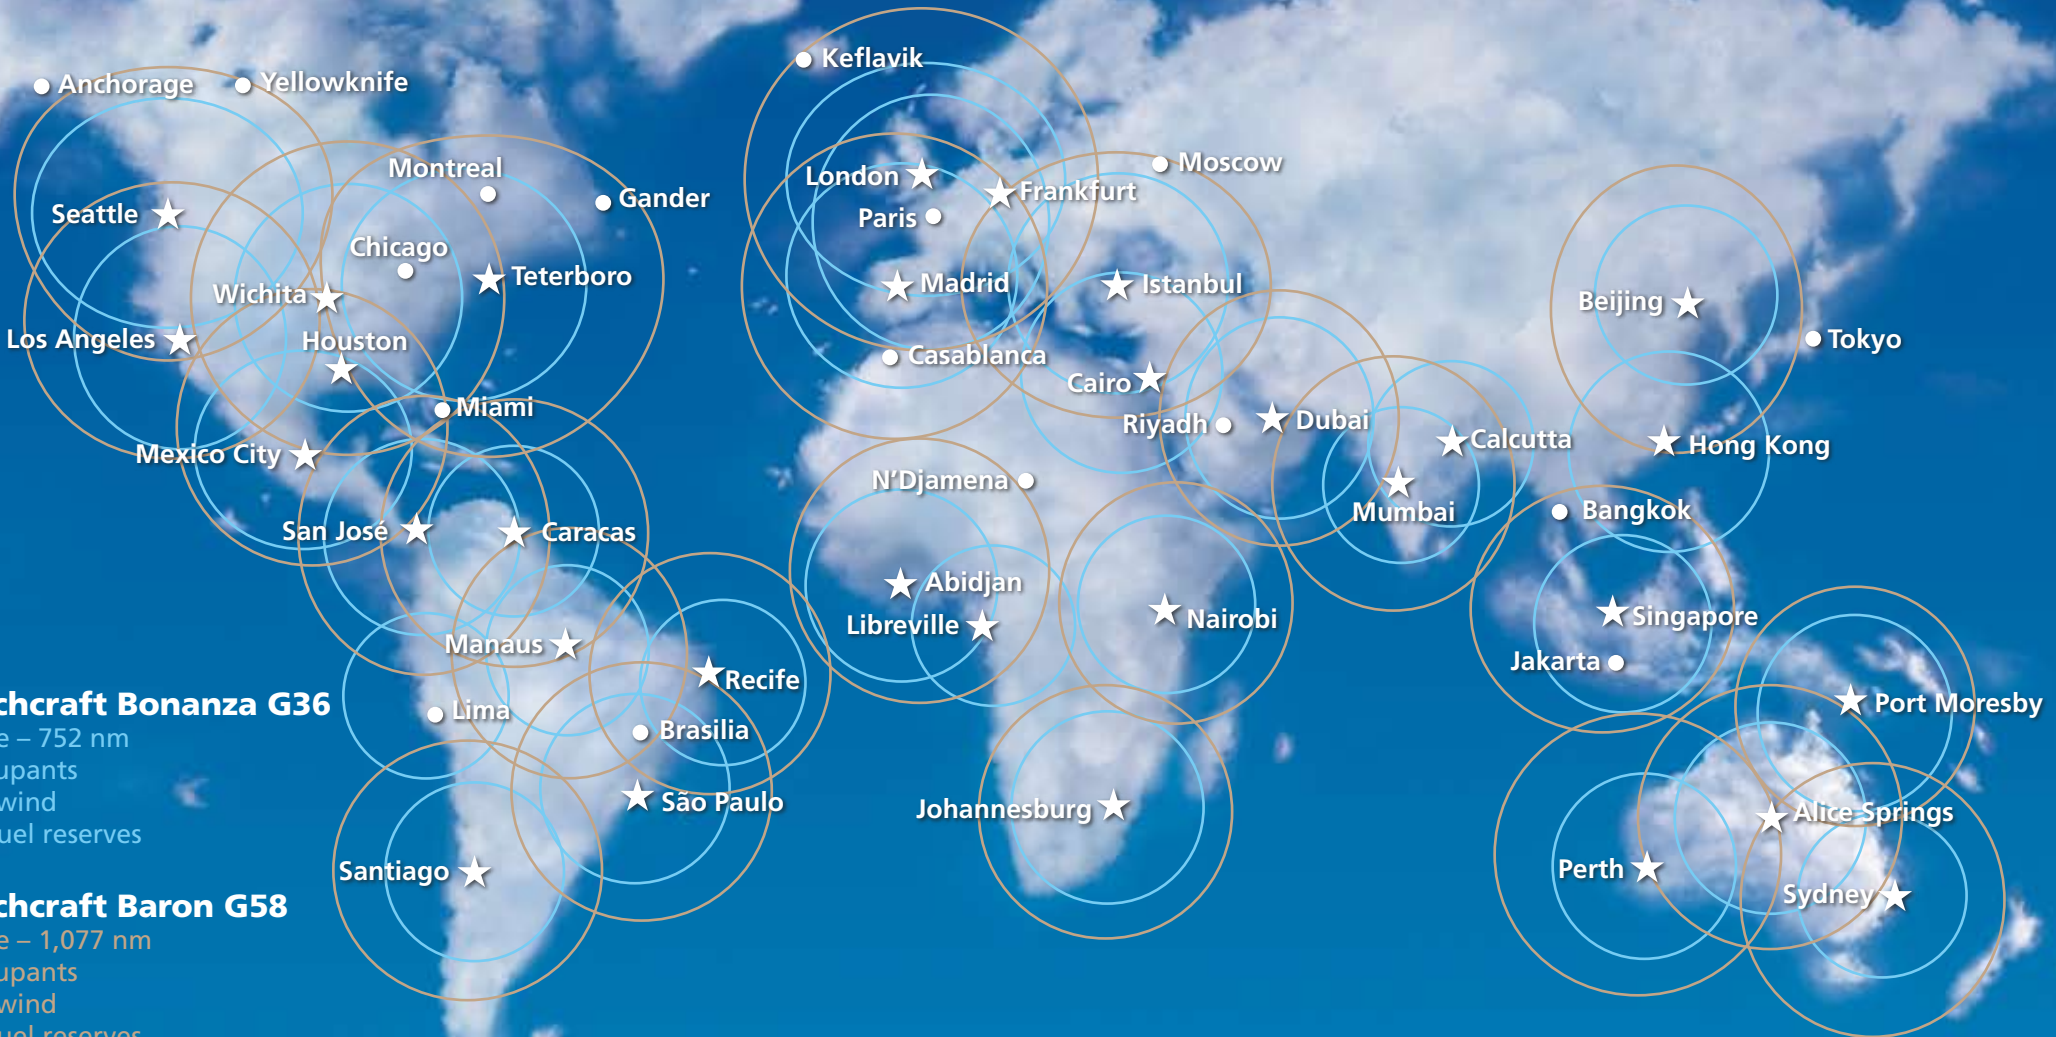 Keflavik
Anchorage
Yellowknife
Montreal
Moscow
London
Frankfurt
Gander
Seattle
Paris
Chicago
Teterboro
Wichita
Madrid
Istanbul
Beijing
Los Angeles
Houston
Tokyo
Casablanca
Cairo
Miami
Riyadh
Dubai
Calcutta
Hong Kong
Mexico City
N'Djamena
Mumbai
Bangkok
San José
Caracas
Abidjan
Libreville
Nairobi
Singapore
Manaus
Jakarta
Recife
chcraft Bonanza G36
Lima
Port Moresby
Brasilia
e – 752 nm
upants
wind
São Paulo
Johannesburg
Alice Springs
uel reserves
Santiago
Perth
Sydney
chcraft Baron G58
e – 1,077 nm
upants
wind
uel reserves